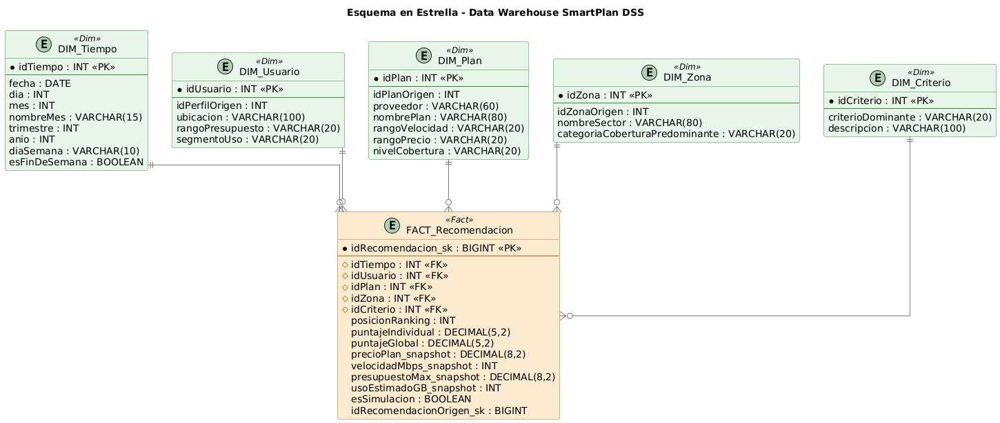 Esquema en Estrella - Data Warehouse SmartPlan DSS
E
«Dim»
DIM_Tiempo
idTiempo : INT «PK»
fecha : DATE
dia : INT
mes : INT
nombreMes : VARCHAR(15)
trimestre : INT
anio : INT
diaSemana : VARCHAR(10)
esFinDeSemana : BOOLEAN
E
«Dim»
DIM_Usuario
idUsuario : INT «PK»
idPerfilOrigen : INT
ubicacion : VARCHAR(100)
rangoPresupuesto : VARCHAR(20)
segmentoUso : VARCHAR(20)
E
«Dim»
DIM_Plan
idPlan : INT «PK»
idPlanOrigen : INT
proveedor : VARCHAR(60)
nombrePlan : VARCHAR(80)
rangoVelocidad : VARCHAR(20)
rangoPrecio : VARCHAR(20)
nivelCobertura : VARCHAR(20)
E
«Dim»
DIM_Zona
idZona : INT «PK»
idZonaOrigen : INT
nombreSector : VARCHAR(80)
categoriaCoberturaPredominante : VARCHAR(20)
E
«Dim»
DIM_Criterio
idCriterio : INT «PK»
criterioDominante : VARCHAR(20)
descripcion : VARCHAR(100)
E
«Fact»
FACT_Recomendacion
idRecomendacion_sk : BIGINT «PK»
idTiempo : INT «FK»
idUsuario : INT «FK»
idPlan : INT «FK»
idZona : INT «FK»
idCriterio : INT «FK»
posicionRanking : INT
puntajeIndividual : DECIMAL(5,2)
puntajeGlobal : DECIMAL(5,2)
precioPlan_snapshot : DECIMAL(8,2)
velocidadMbps_snapshot : INT
presupuestoMax_snapshot : DECIMAL(8,2)
usoEstimadoGB_snapshot : INT
esSimulacion : BOOLEAN
idRecomendacionOrigen_sk : BIGINT